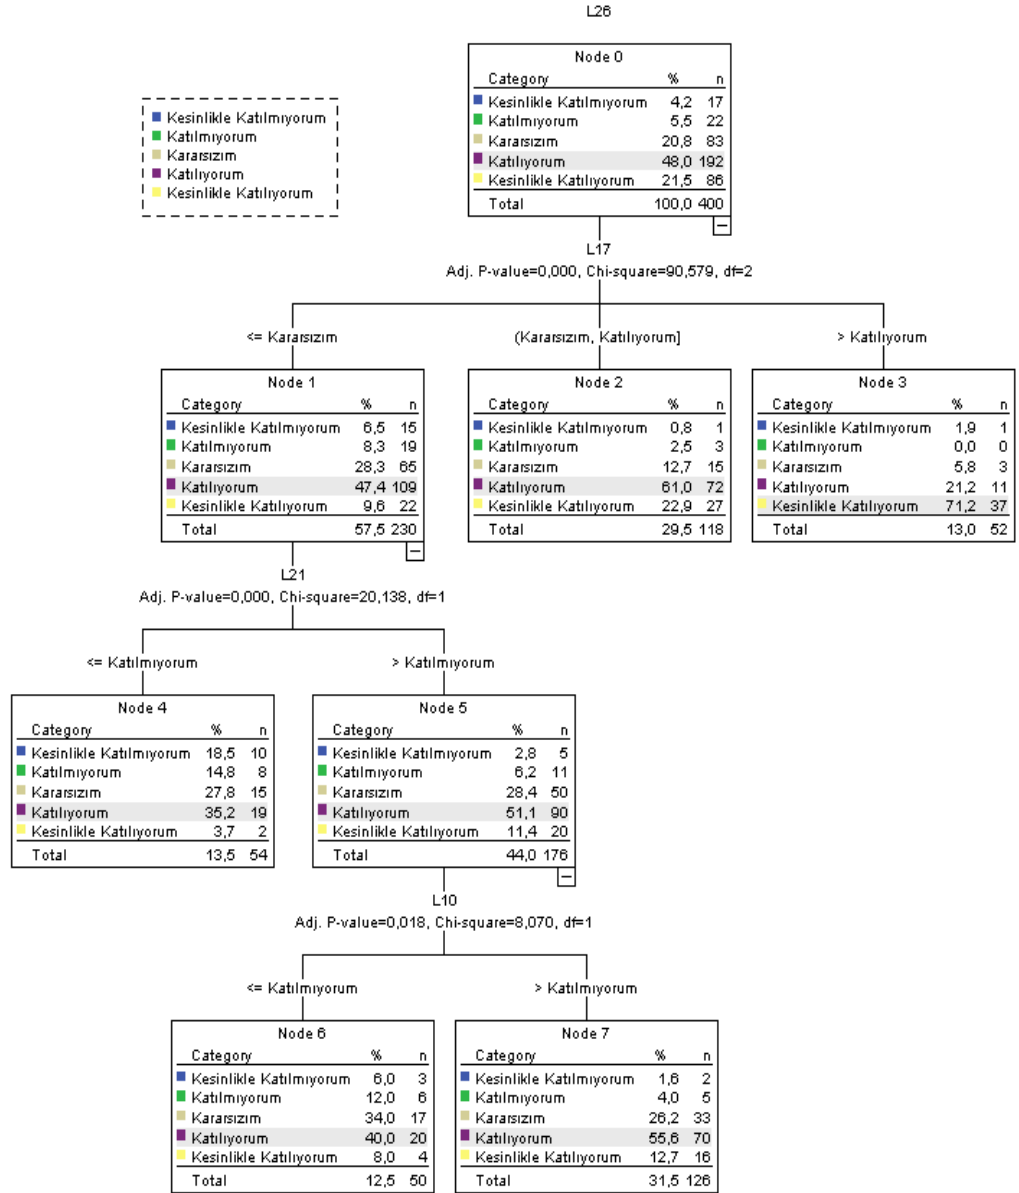 L26
Node 0
Category % n
Kesinlikle Katılmıyorum 4,2 17
Katılmıyorum 5,5 22
Kararsızım 20,8 83
Katılıyorum 48,0 192
Kesinlikle Katılıyorum 21,5 86
Total 100,0 400
Kesinlikle Katılmıyorum
Katılmıyorum
Kararsızım
Katılıyorum
Kesinlikle Katılıyorum
L17
Adj. P-value=0,000, Chi-square=90,579, df=2
<= Kararsızım
(Kararsızım, Katılıyorum]
> Katılıyorum
Node 1
Category % n
Kesinlikle Katılmıyorum 6,5 15
Katılmıyorum 8,3 19
Kararsızım 28,3 65
Katılıyorum 47,4 109
Kesinlikle Katılıyorum 9,6 22
Total 57,5 230
Node 2
Category % n
Kesinlikle Katılmıyorum 0,8 1
Katılmıyorum 2,5 3
Kararsızım 12,7 15
Katılıyorum 61,0 72
Kesinlikle Katılıyorum 22,9 27
Total 29,5 118
Node 3
Category % n
Kesinlikle Katılmıyorum 1,9 1
Katılmıyorum 0,0 0
Kararsızım 5,8 3
Katılıyorum 21,2 11
Kesinlikle Katılıyorum 71,2 37
Total 13,0 52
L21
Adj. P-value=0,000, Chi-square=20,138, df=1
<= Katılmıyorum
> Katılmıyorum
Node 4
Category % n
Kesinlikle Katılmıyorum 18,5 10
Katılmıyorum 14,8 8
Kararsızım 27,8 15
Katılıyorum 35,2 19
Kesinlikle Katılıyorum 3,7 2
Total 13,5 54
Node 5
Category % n
Kesinlikle Katılmıyorum 2,8 5
Katılmıyorum 6,2 11
Kararsızım 28,4 50
Katılıyorum 51,1 90
Kesinlikle Katılıyorum 11,4 20
Total 44,0 176
L10
Adj. P-value=0,018, Chi-square=8,070, df=1
<= Katılmıyorum
> Katılmıyorum
Node 6
Category % n
Kesinlikle Katılmıyorum 6,0 3
Katılmıyorum 12,0 6
Kararsızım 34,0 17
Katılıyorum 40,0 20
Kesinlikle Katılıyorum 8,0 4
Total 12,5 50
Node 7
Category % n
Kesinlikle Katılmıyorum 1,6 2
Katılmıyorum 4,0 5
Kararsızım 26,2 33
Katılıyorum 55,6 70
Kesinlikle Katılıyorum 12,7 16
Total 31,5 126